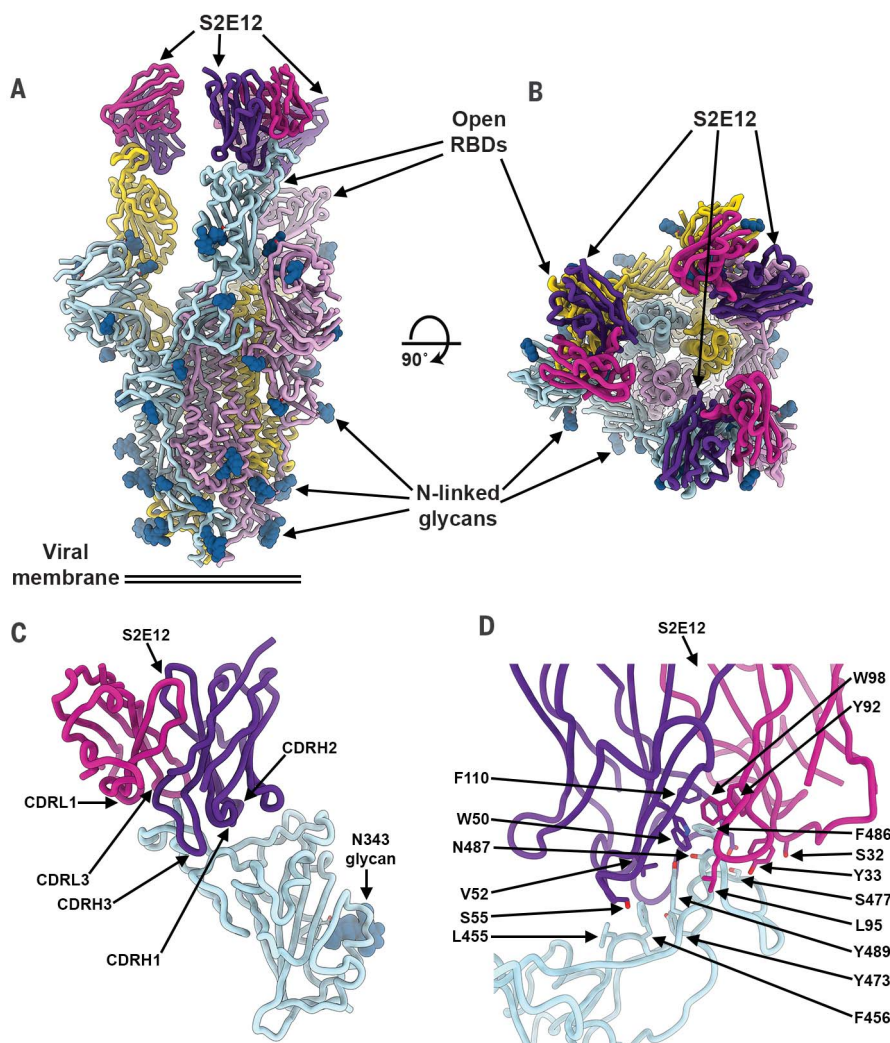 S2E12
A
B
Open
RBDs
S2E12
90°
N-linked
glycans
Viral
membrane
C
S2E12
CDRH2
CDRL1
N343
glycan
CDRL3
CDRH3
CDRH1
D
S2E12
W98
Y92
F110
W50
N487
F486
S32
Y33
V52
S477
S55
L95
L455
Y489
Y473
F456